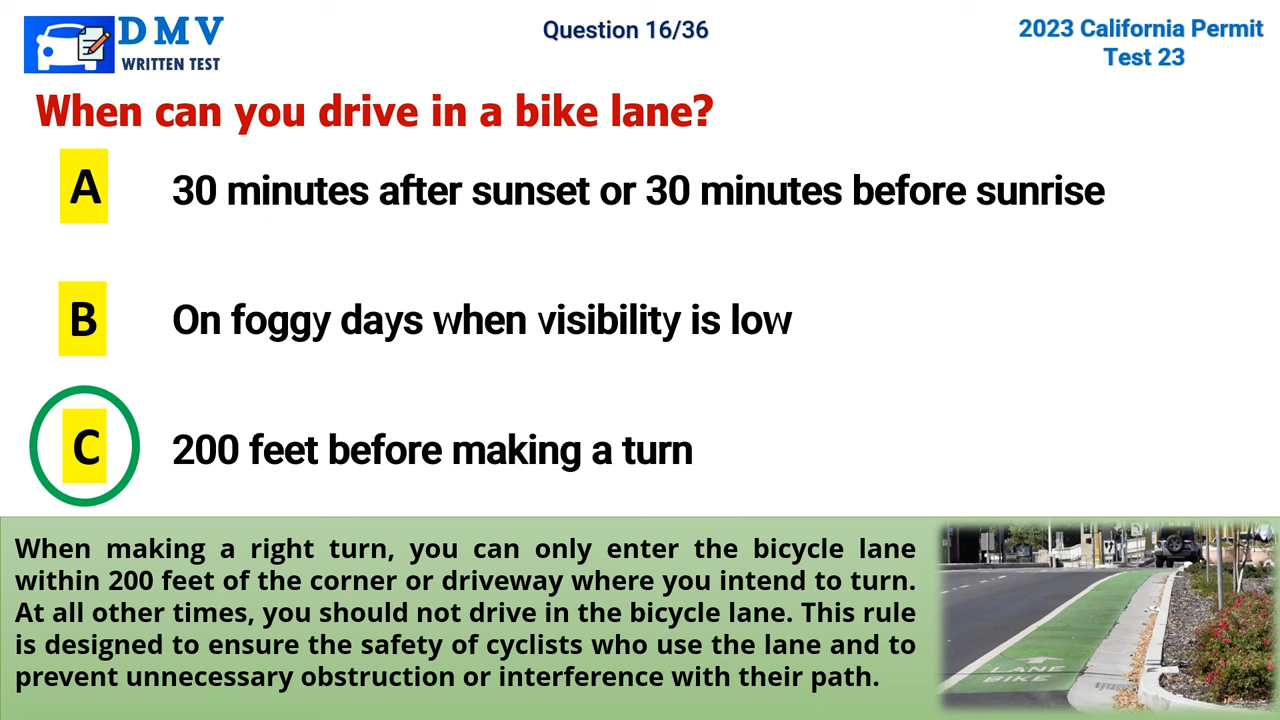 DMV
WRITTEN TEST
Question 16/36
2023 California Permit
Test 23
When can you drive in a bike lane?
A 30 minutes after sunset or 30 minutes before sunrise
B On foggy days when visibility is low
C 200 feet before making a turn
When making a right turn, you can only enter the bicycle lane
within 200 feet of the corner or driveway where you intend to turn.
At all other times, you should not drive in the bicycle lane. This rule
is designed to ensure the safety of cyclists who use the lane and to
prevent unnecessary obstruction or interference with their path.
LANE
BIKE